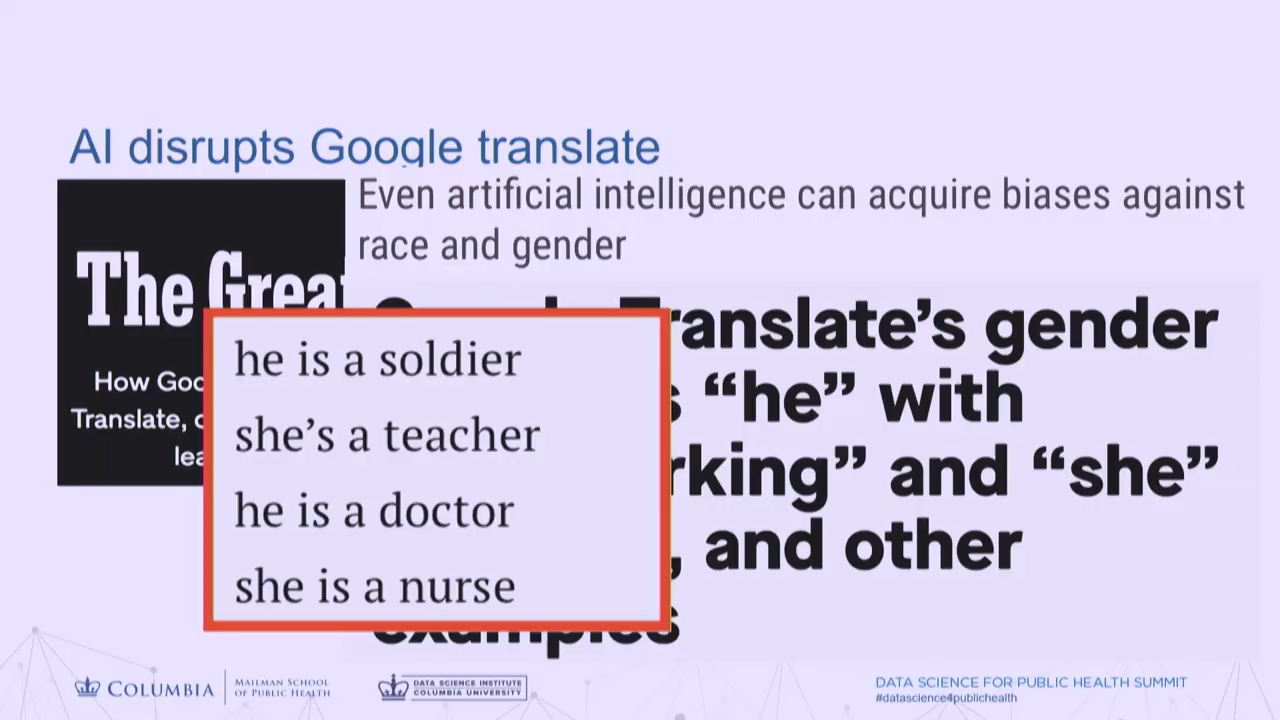 AI disrupts Google translate
Even artificial intelligence can acquire biases against
race and gender
The Great
How Goo
Translate, c
lea
ranslate's gender
s “he” with
rking” and “she”
, and other
examples
he is a soldier
she’s a teacher
he is a doctor
she is a nurse
COLUMBIA
MAILMAN SCHOOL
OF PUBLIC HEALTH
DATA SCIENCE INSTITUTE
COLUMBIA UNIVERSITY
DATA SCIENCE FOR PUBLIC HEALTH SUMMIT
#datascience4publichealth